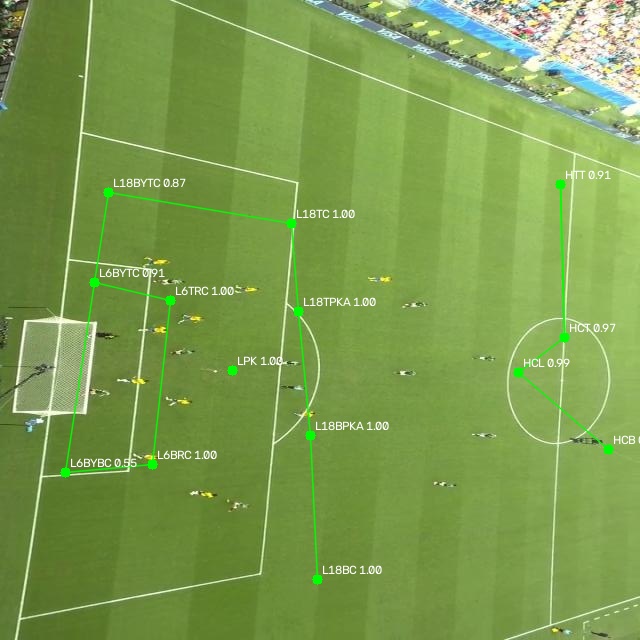 L18BYTC 0.87
HTT 0.91
L18TC 1.00
L6BYTC 0.91
L6TRC 1.00
L18TPKA 1.00
HCT 0.97
LPK 1.00
HCL 0.99
L18BPKA 1.00
HCB 0
L6BRC 1.00
L6BYBC 0.55
L18BC 1.00